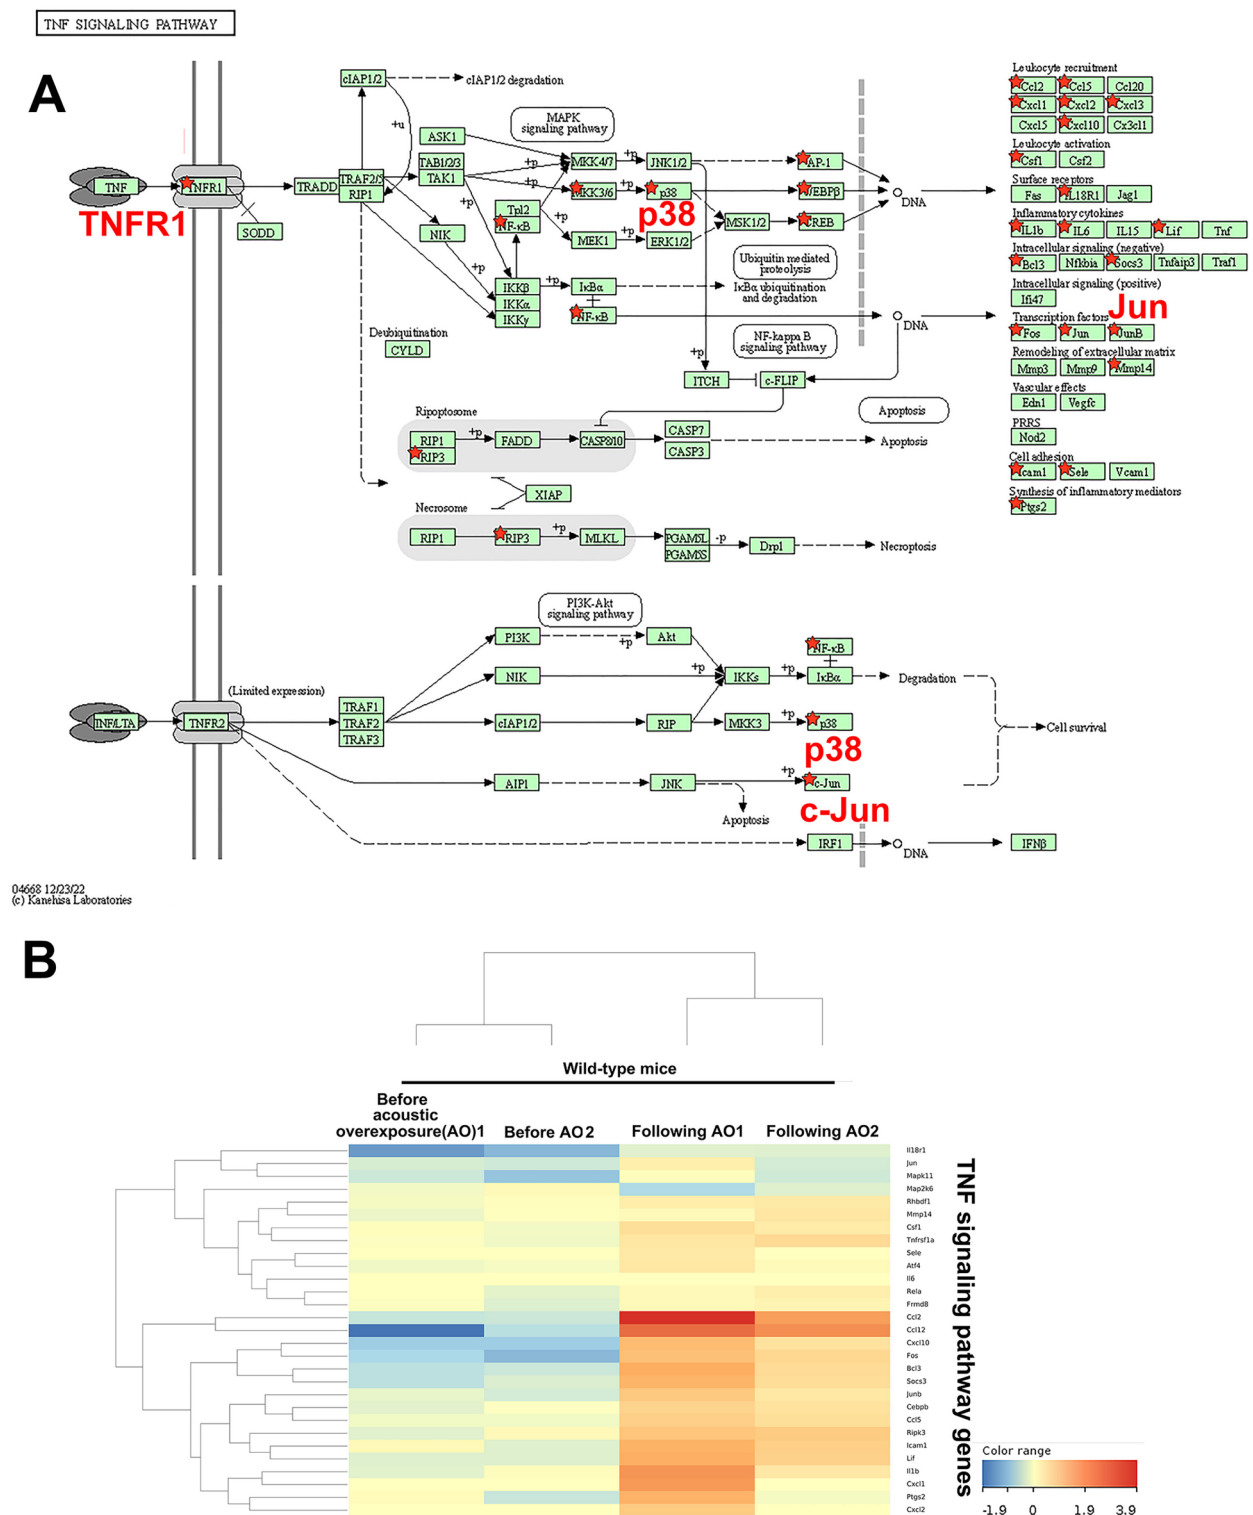 TNF SIGNALING PATHWAY
A
cIAP1/2
cIAP1/2 degradation
+u
MAPK
signaling pathway
ASK1
TAB1/2/3
TAK1
+p
MKK4/7
+p
JNK1/2
AP-1
TNF
TNFR1
TRADD
TRAF2/5
RIP1
+p
MKK3/6
+p
p38
C/EBPβ
DNA
TNFR1
p38
SODD
NIK
Tpl2
NF-κB
+p
+p
MEK1
+p
ERK1/2
MSK1/2
CREB
+p
Ubiquitin mediated
proteolysis
IKKβ
IKKα
IKKγ
+p
IκBα
IκBα ubiquitination
and degradation
NF-κB
DNA
Deubiquitination
CYLD
NF-kappa B
signaling pathway
+p
ITCH
c-FLIP
Ripoptosome
RIP1
RIP3
+p
FADD
CASP8/10
CASP7
CASP3
Apoptosis
Apoptosis
XIAP
Necrosome
RIP1
RIP3
+p
MLKL
PGAM5L
PGAM5S
-p
Drp1
Necroptosis
Leukocyte recruitment
Ccl2 Ccl5 Ccl20
Cxcl1 Cxcl2 Cxcl3
Cxcl5 Cxcl10 Cx3cl1
Leukocyte activation
Csf1 Csf2
Surface receptors
Fas IL18R1 Jag1
Inflammatory cytokines
IL1b IL6 IL15 Lif Tnf
Intracellular signaling (negative)
Bcl3 Nfkbia Socs3 Tnfaip3 Traf1
Intracellular signaling (positive)
Ifi47
Jun
Transcription factors
Fos Jun JunB
Remodeling of extracellular matrix
Mmp3 Mmp9 Mmp14
Vascular effects
Edn1 Vegfc
PRRS
Nod2
Cell adhesion
Icam1 Sele Vcam1
Synthesis of inflammatory mediators
Ptgs2
PI3K-Akt
signaling pathway
PI3K
+p
Akt
NF-κB
NIK
+p
IKKs
+p
IκBα
Degradation
(Limited expression)
TNF/LTA
TNFR2
TRAF1
TRAF2
TRAF3
cIAP1/2
RIP
MKK3
+p
p38
Cell survival
p38
AIP1
JNK
+p
c-Jun
Apoptosis
c-Jun
IRF1
DNA
IFNβ
04668 12/23/22
(c) Kanehisa Laboratories
B
Wild-type mice
Before
acoustic
overexposure(AO)1
Before AO2
Following AO1
Following AO2
Il18r1
Jun
Mapk11
Map2k6
Rhbdf1
Mmp14
Csf1
Tnfrsf1a
Sele
Atf4
Il6
Rela
Frmd8
Ccl2
Ccl12
Cxcl10
Fos
Bcl3
Socs3
Junb
Cebpb
Ccl5
Ripk3
Icam1
Lif
Il1b
Cxcl1
Ptgs2
Cxcl2
TNF signaling pathway genes
Color range
-1.9 0 1.9 3.9